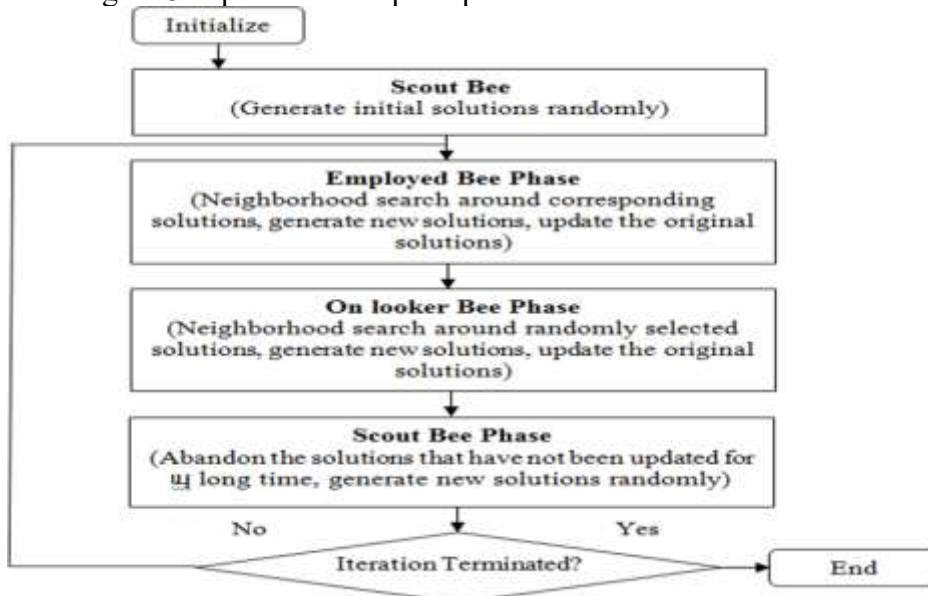 Initialize
Scout Bee
(Generate initial solutions randomly)
Employed Bee Phase
(Neighborhood search around corresponding
solutions, generate new solutions, update the original
solutions)
On looker Bee Phase
(Neighborhood search around randomly selected
solutions, generate new solutions, update the original
solutions)
Scout Bee Phase
(Abandon the solutions that have not been updated for
long time, generate new solutions randomly)
No
Yes
Iteration Terminated?
End